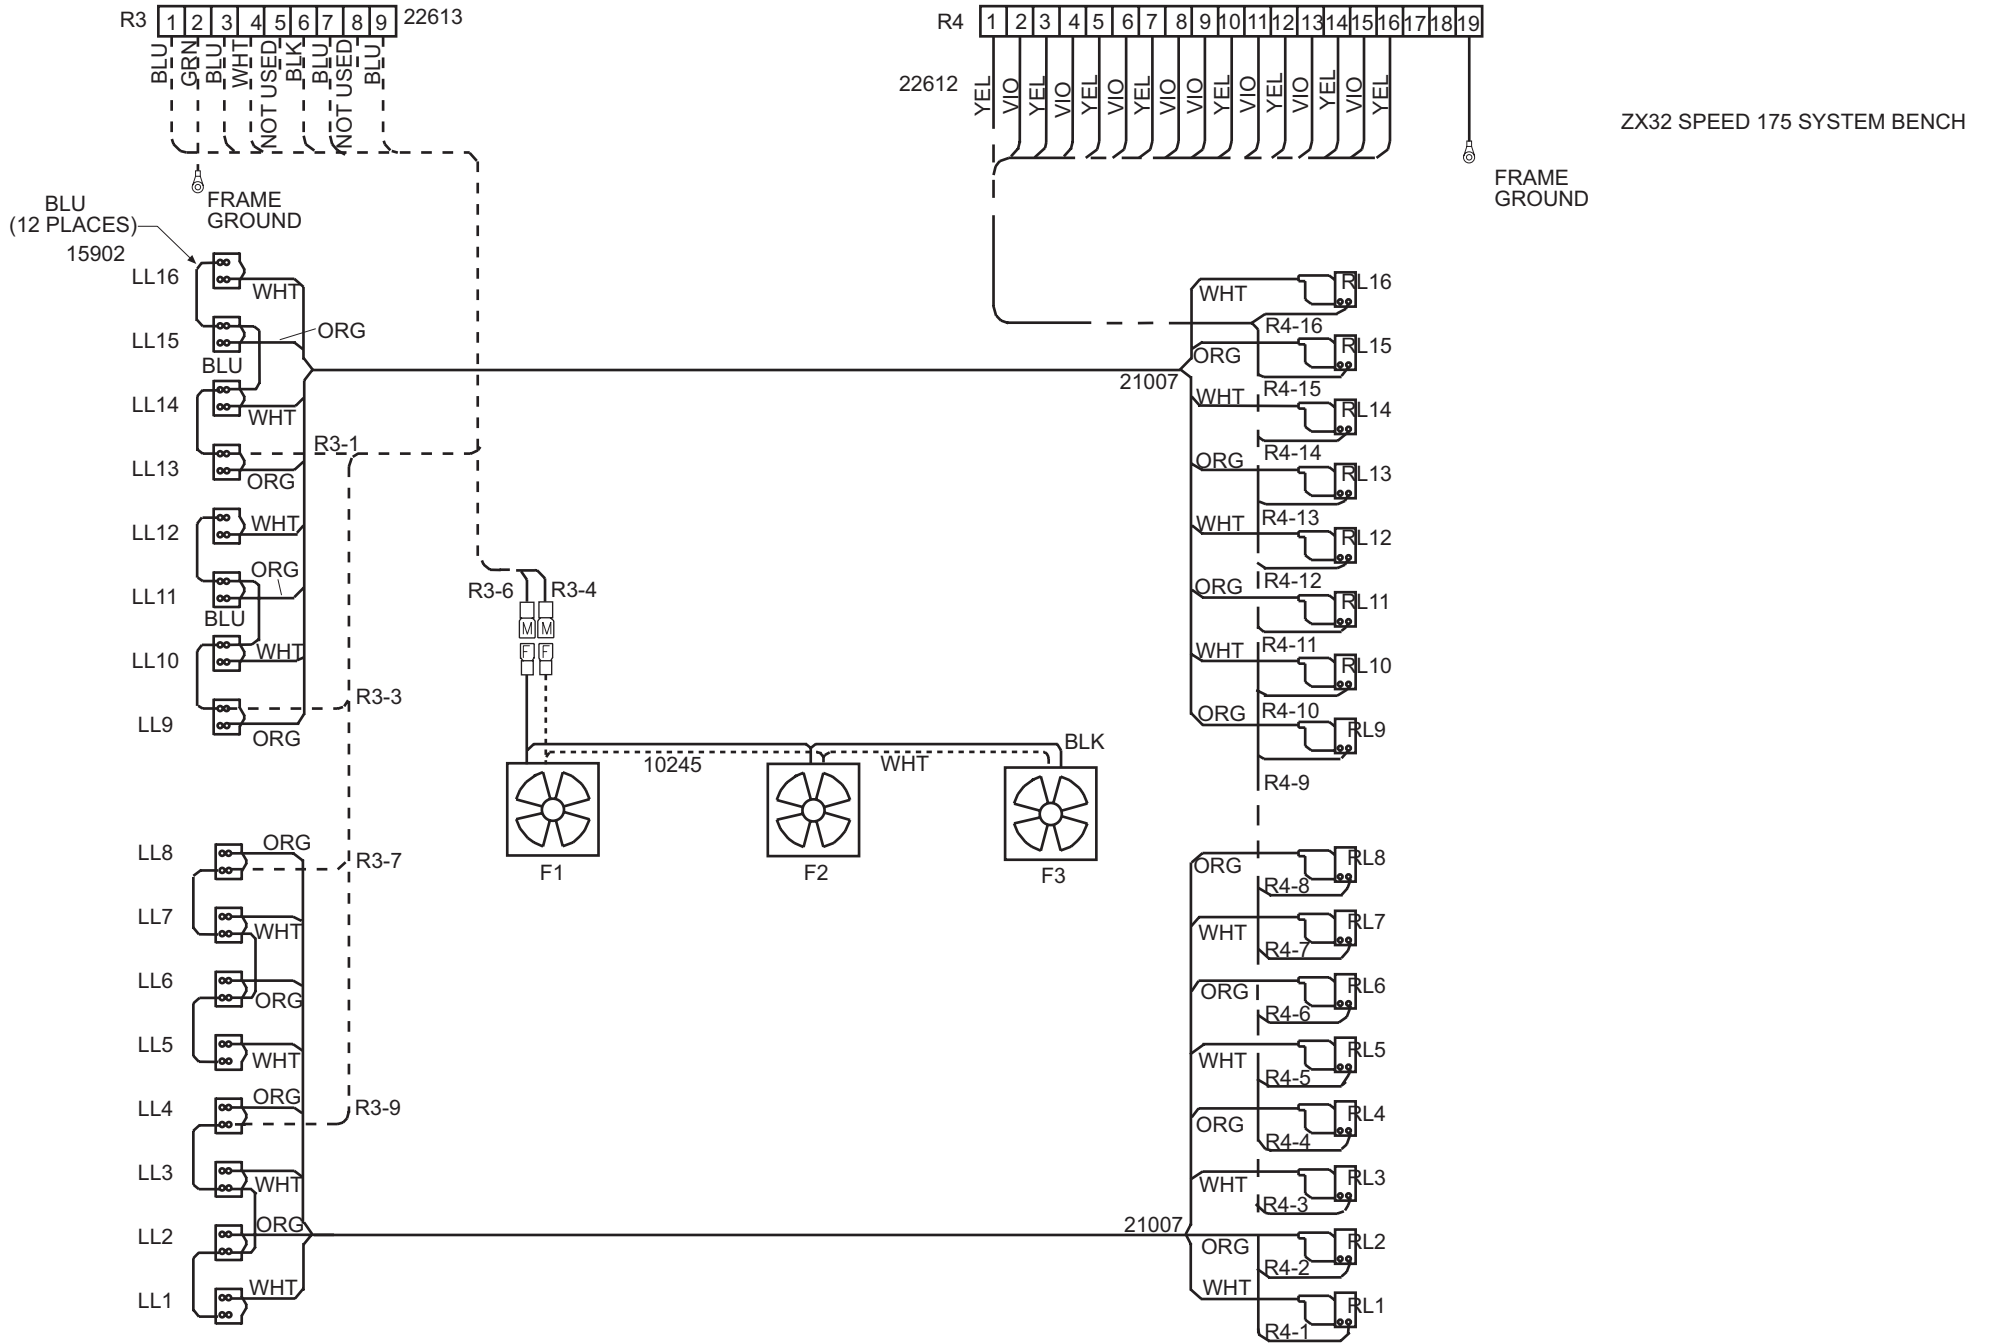 R3 1 2 3 4 5 6 7 8 9 22613
BLU GRN BLU WHT NOT USED BLK BLU NOT USED BLU
FRAME
GROUND
R4 1 2 3 4 5 6 7 8 9 10 11 12 13 14 15 16 17 18 19
22612
YEL VIO YEL VIO YEL VIO YEL VIO VIO YEL VIO YEL VIO YEL VIO YEL
FRAME
GROUND
ZX32 SPEED 175 SYSTEM BENCH
BLU
(12 PLACES)
15902
LL16
WHT
ORG
LL15
BLU
LL14
WHT
R3-1
LL13
ORG
LL12
WHT
ORG
LL11
BLU
LL10
WHT
R3-3
LL9
ORG
LL8
ORG
R3-7
LL7
WHT
LL6
ORG
LL5
WHT
LL4
ORG
R3-9
LL3
WHT
LL2
ORG
LL1
WHT
R3-6 R3-4
M M
F F
BLK
10245
WHT
F1 F2 F3
21007
21007
WHT
RL16
R4-16
ORG
RL15
R4-15
WHT
RL14
R4-14
ORG
RL13
R4-13
WHT
RL12
R4-12
ORG
RL11
R4-11
WHT
RL10
R4-10
ORG
RL9
R4-9
ORG
RL8
R4-8
WHT
RL7
R4-7
ORG
RL6
R4-6
WHT
RL5
R4-5
ORG
RL4
R4-4
WHT
RL3
R4-3
ORG
RL2
R4-2
WHT
RL1
R4-1